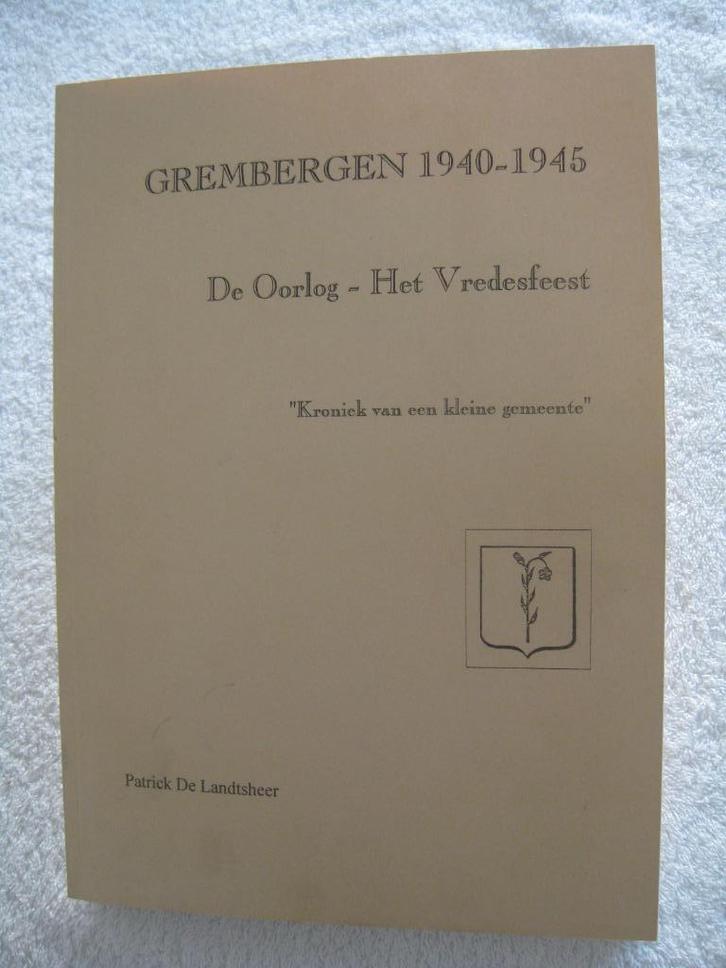 GREMBERGEN 1940-1945
De Oorlog - Het Vredesfeest
"Kroniek van een kleine gemeente"
Patrick De Landtsheer